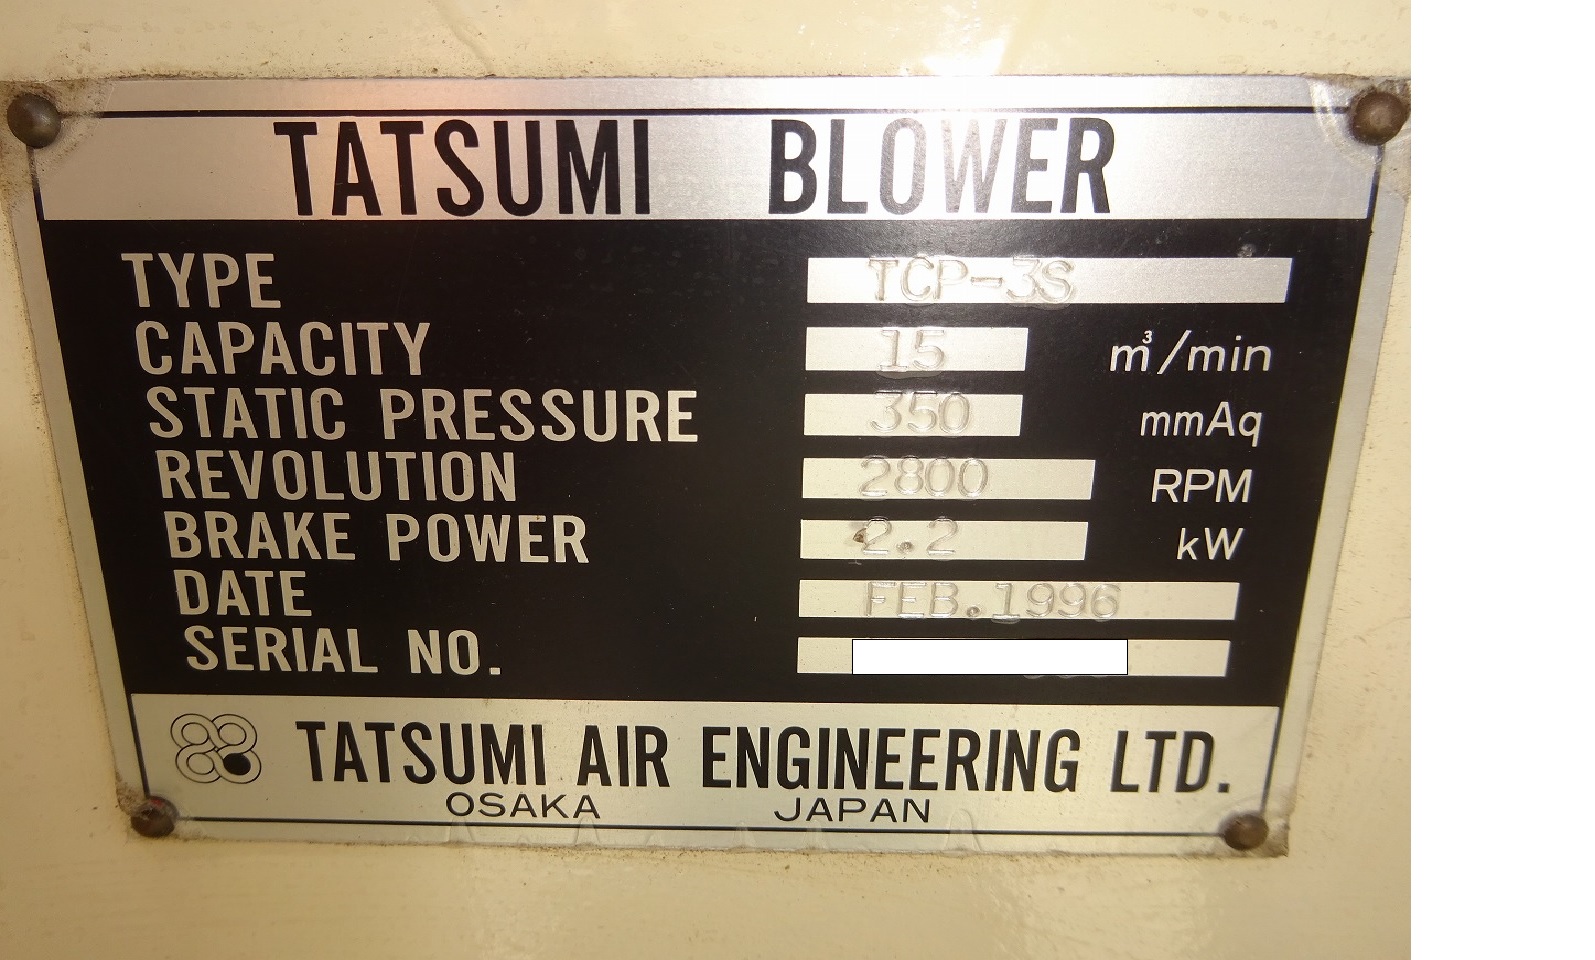 TATSUMI BLOWER
TYPE TCP-3S
CAPACITY 15 m³/min
STATIC PRESSURE 350 mmAq
REVOLUTION 2800 RPM
BRAKE POWER 2.2 kW
DATE FEB.1996
SERIAL NO.
TATSUMI AIR ENGINEERING LTD.
OSAKA JAPAN